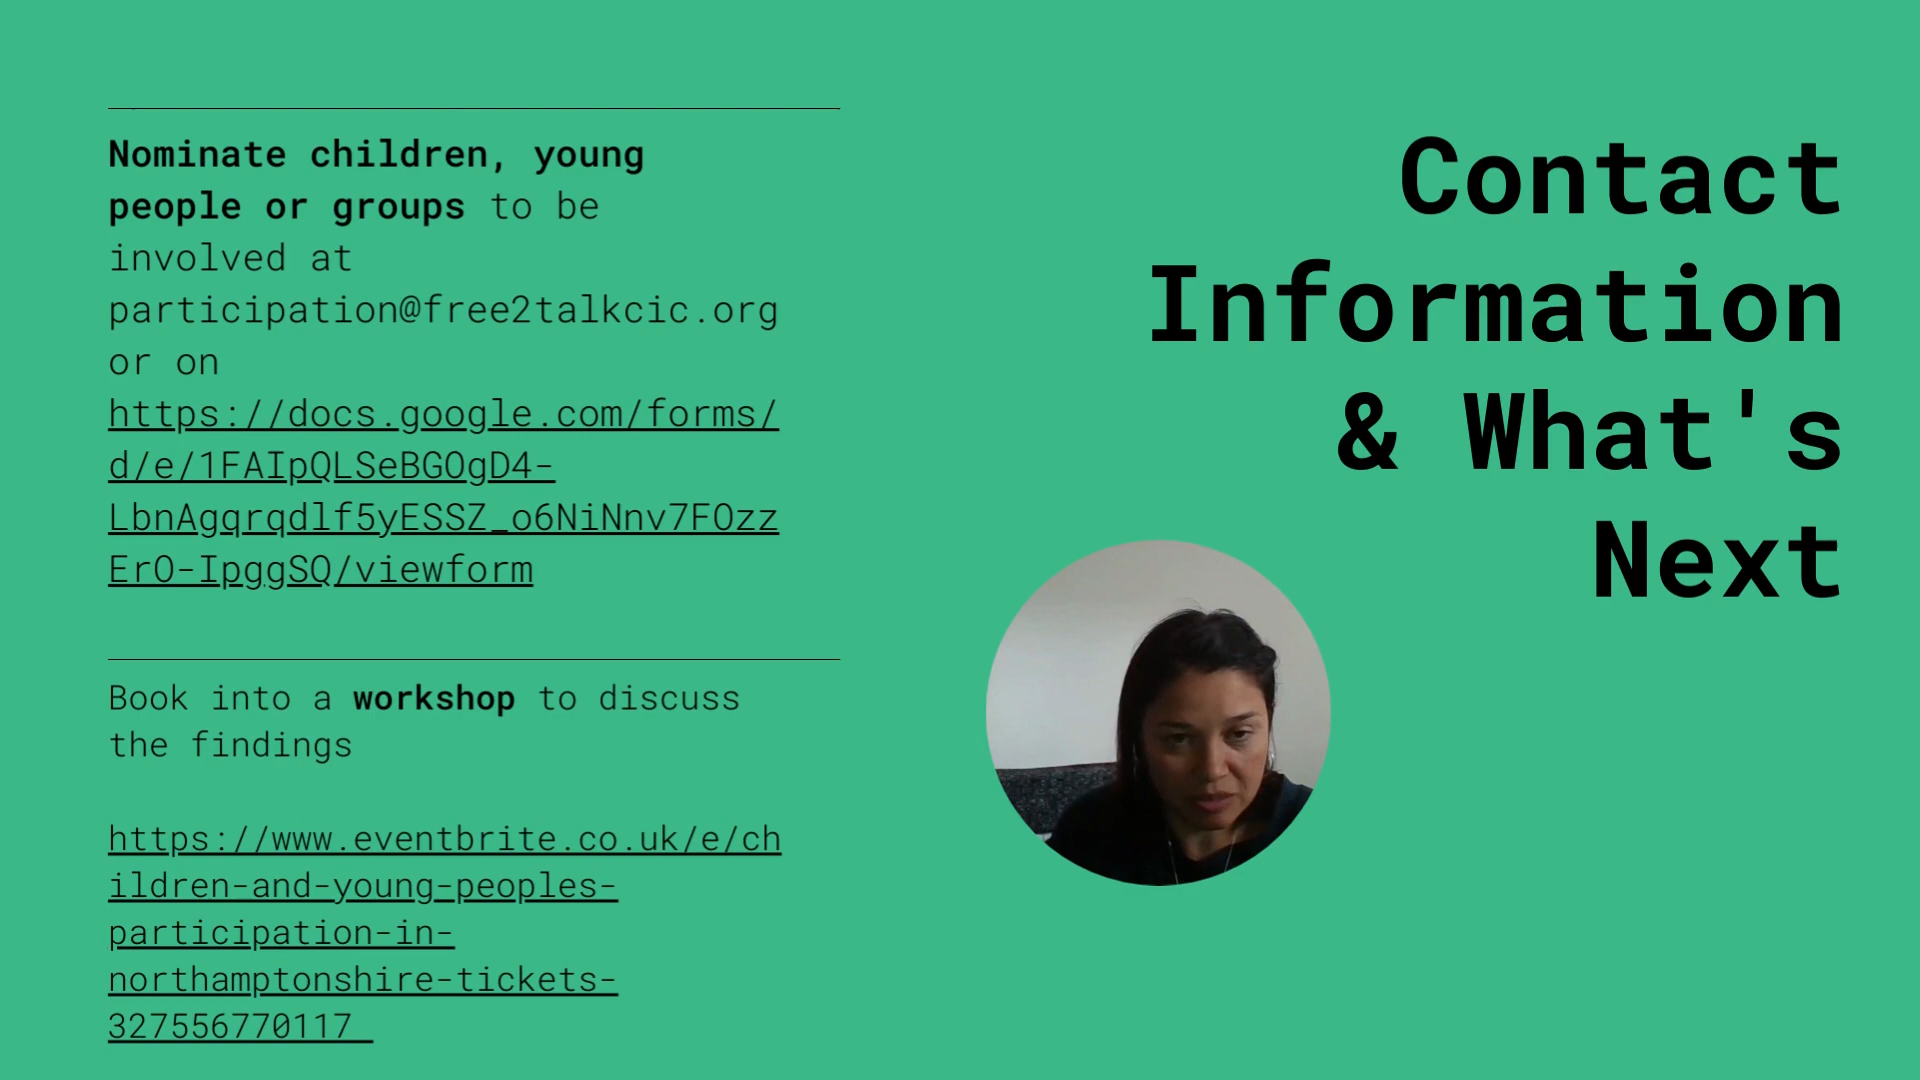 Nominate children, young
people or groups to be
involved at
participation@free2talkcic.org
or on
https://docs.google.com/forms/
d/e/1FAIpQLSeBGOgD4-
LbnAgqrqdlf5yESSZ_o6NiNnv7FOzz
ErO-IpggSQ/viewform
Book into a workshop to discuss
the findings
https://www.eventbrite.co.uk/e/ch
ildren-and-young-peoples-
participation-in-
northamptonshire-tickets-
327556770117
Contact
Information
& What's
Next